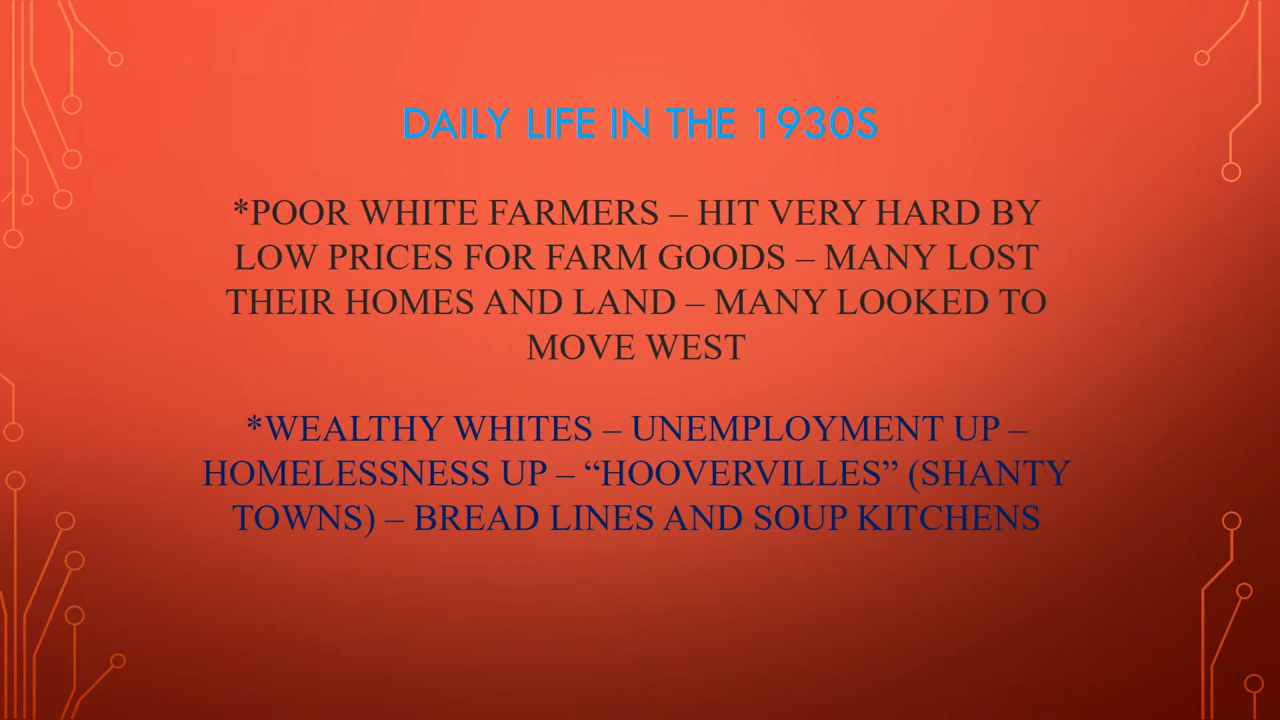 DAILY LIFE IN THE 1930S
*POOR WHITE FARMERS – HIT VERY HARD BY
LOW PRICES FOR FARM GOODS – MANY LOST
THEIR HOMES AND LAND – MANY LOOKED TO
MOVE WEST
*WEALTHY WHITES – UNEMPLOYMENT UP –
HOMELESSNESS UP – “HOOVERVILLES” (SHANTY
TOWNS) – BREAD LINES AND SOUP KITCHENS